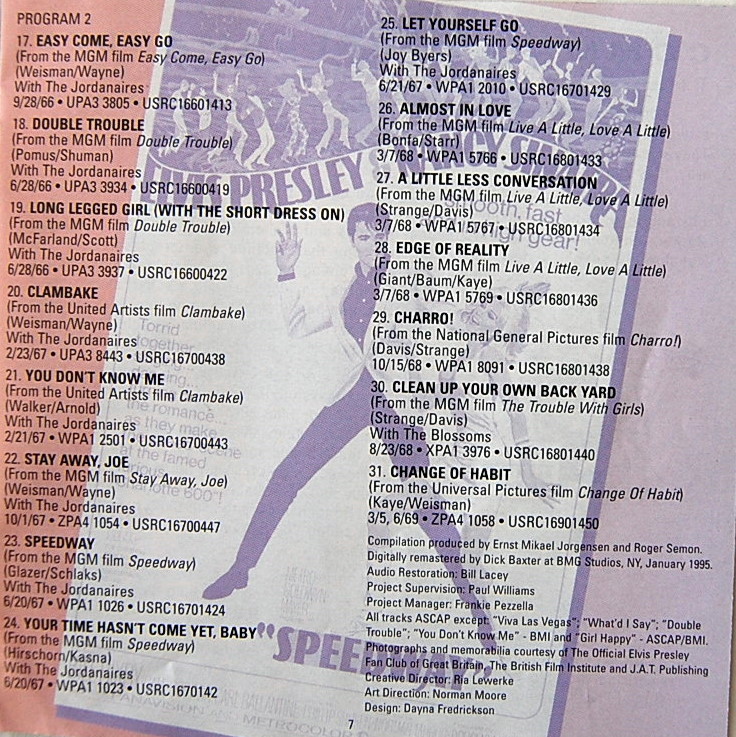 PROGRAM 2
17. EASY COME, EASY GO
(From the MGM film Easy Come, Easy Go)
(Weisman/Wayne)
With The Jordanaires
9/28/66 • UPA3 3805 • USRC16601413
18. DOUBLE TROUBLE
(From the MGM film Double Trouble)
(Pomus/Shuman)
With The Jordanaires
6/28/66 • UPA3 3934 • USRC16600419
19. LONG LEGGED GIRL (WITH THE SHORT DRESS ON)
(From the MGM film Double Trouble)
(McFarland/Scott)
With The Jordanaires
6/28/66 • UPA3 3937 • USRC16600422
20. CLAMBAKE
(From the United Artists film Clambake)
(Weisman/Wayne)
With The Jordanaires
2/23/67 • UPA3 8443 • USRC16700438
21. YOU DON'T KNOW ME
(From the United Artists film Clambake)
(Walker/Arnold)
With The Jordanaires
2/21/67 • WPA1 2501 • USRC16700443
22. STAY AWAY, JOE
(From the MGM film Stay Away, Joe)
(Weisman/Wayne)
With The Jordanaires
10/1/67 • ZPA4 1054 • USRC16700447
23. SPEEDWAY
(From the MGM film Speedway)
(Glazer/Schlaks)
With The Jordanaires
6/20/67 • WPA1 1026 • USRC16701424
24. YOUR TIME HASN'T COME YET, BABY
(From the MGM film Speedway)
(Hirschorn/Kasna)
With The Jordanaires
6/20/67 • WPA1 1023 • USRC1670142
25. LET YOURSELF GO
(From the MGM film Speedway)
(Joy Byers)
With The Jordanaires
6/21/67 • WPA1 2010 • USRC16701429
26. ALMOST IN LOVE
(From the MGM film Live A Little, Love A Little)
(Bonfa/Starr)
3/7/68 • WPA1 5766 • USRC16801433
27. A LITTLE LESS CONVERSATION
(From the MGM film Live A Little, Love A Little)
(Strange/Davis)
3/7/68 • WPA1 5767 • USRC16801434
28. EDGE OF REALITY
(From the MGM film Live A Little, Love A Little)
(Giant/Baum/Kaye)
3/7/68 • WPA1 5769 • USRC16801436
29. CHARRO!
(From the National General Pictures film Charro!)
(Davis/Strange)
10/15/68 • WPA1 8091 • USRC16801438
30. CLEAN UP YOUR OWN BACK YARD
(From the MGM film The Trouble With Girls)
(Strange/Davis)
With The Blossoms
8/23/68 • XPA1 3976 • USRC16801440
31. CHANGE OF HABIT
(From the Universal Pictures film Change Of Habit)
(Kaye/Weisman)
3/5, 6/69 • ZPA4 1058 • USRC16901450
Compilation produced by Ernst Mikael Jorgensen and Roger Semon.
Digitally remastered by Dick Baxter at BMG Studios, NY, January 1995.
Audio Restoration: Bill Lacey
Project Supervision: Paul Williams
Project Manager: Frankie Pezzella
All tracks ASCAP except: "Viva Las Vegas"; "What'd I Say"; "Double
Trouble"; "You Don't Know Me" - BMI and "Girl Happy" - ASCAP/BMI.
Photographs and memorabilia courtesy of The Official Elvis Presley
Fan Club of Great Britain, The British Film Institute and J.A.T. Publishing
Creative Director: Ria Lewerke
Art Direction: Norman Moore
Design: Dayna Fredrickson
7
ELVIS PRESLEY
NANCY SINATRA
smooth, fast
high gear!
Torrid
together
the romance
as they make
at the famed
"SPEEDWAY"
PANAVISION AND METROCOLOR